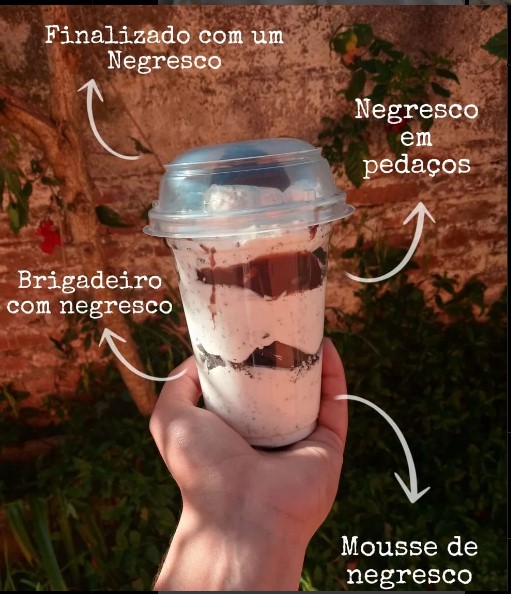 Finalizado com um
Negresco
Negresco
em
pedaços
Brigadeiro
com negresco
Mousse de
negresco